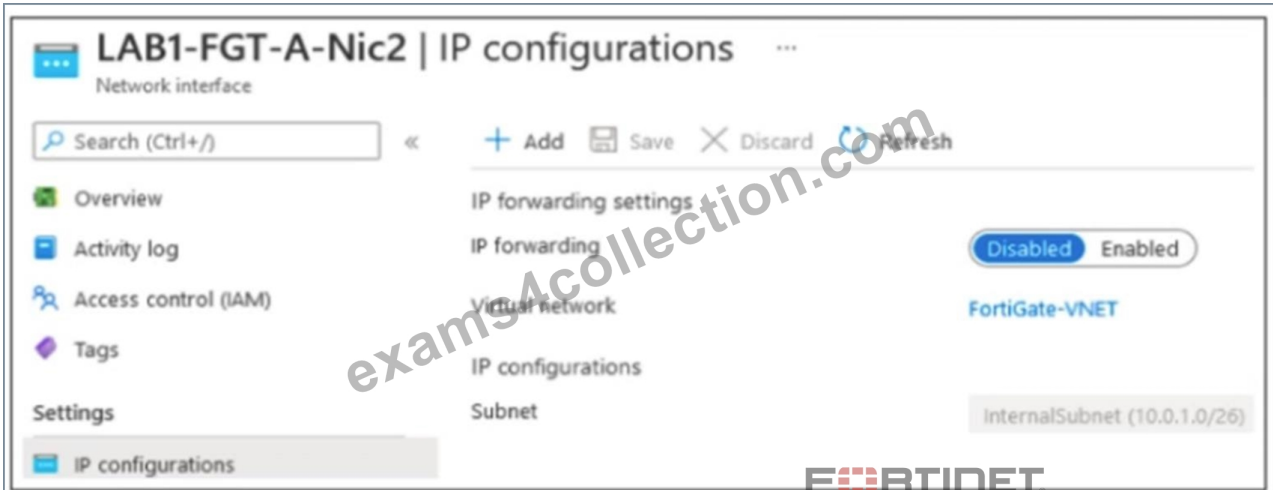 LAB1-FGT-A-Nic2 | IP configurations ...
Network interface
Search (Ctrl+/) «
+ Add Save Discard Refresh
Overview
Activity log
Access control (IAM)
Tags
Settings
IP configurations
IP forwarding settings
IP forwarding Disabled Enabled
Virtual network FortiGate-VNET
IP configurations
Subnet InternalSubnet (10.0.1.0/26)
exams4collection.com
FORTINET